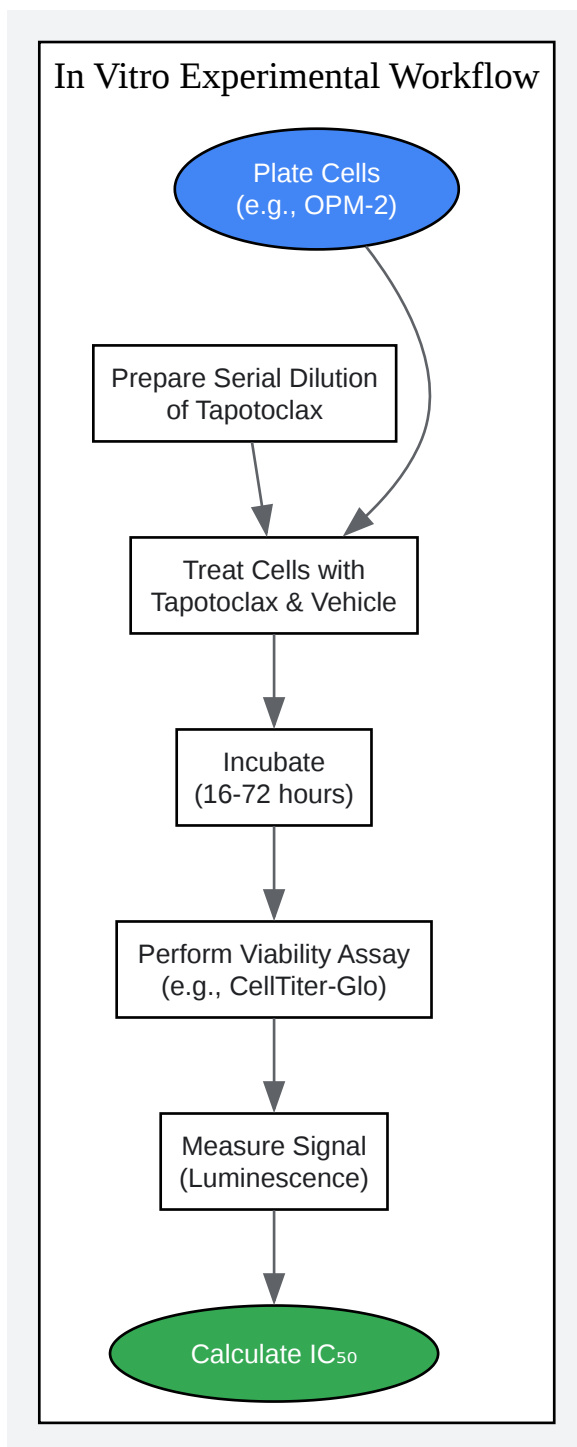 In Vitro Experimental Workflow
Plate Cells
(e.g., OPM-2)
Prepare Serial Dilution
of Tapotoclax
Treat Cells with
Tapotoclax & Vehicle
Incubate
(16-72 hours)
Perform Viability Assay
(e.g., CellTiter-Glo)
Measure Signal
(Luminescence)
Calculate IC₅₀